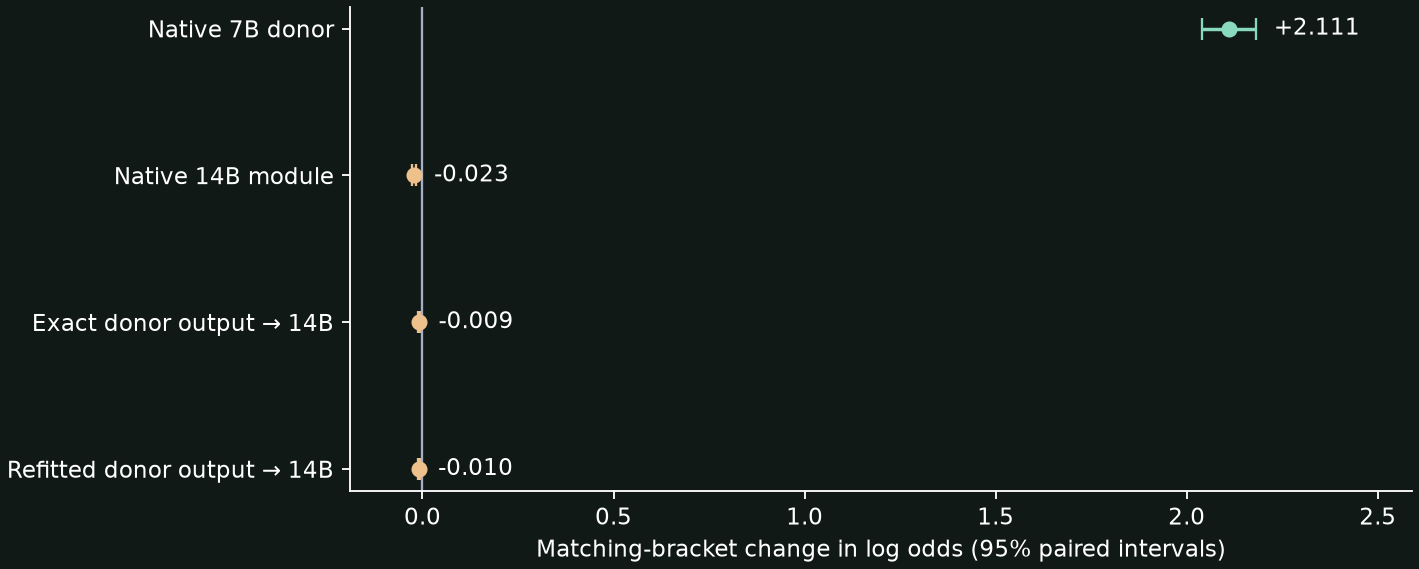 Native 7B donor
+2.111
Native 14B module
-0.023
Exact donor output → 14B
-0.009
Refitted donor output → 14B
-0.010
0.0 0.5 1.0 1.5 2.0 2.5
Matching-bracket change in log odds (95% paired intervals)